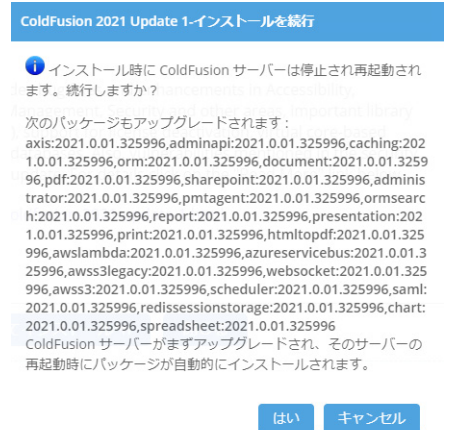 ColdFusion 2021 Update 1-インストールを続行
インストール時に ColdFusion サーバーは停止され再起動され
ます。続行しますか？
次のパッケージもアップグレードされます：
axis:2021.0.01.325996,adminapi:2021.0.01.325996,caching:202
1.0.01.325996,orm:2021.0.01.325996,document:2021.0.01.3259
96,pdf:2021.0.01.325996,sharepoint:2021.0.01.325996,adminis
trator:2021.0.01.325996,pmtagent:2021.0.01.325996,ormsearc
h:2021.0.01.325996,report:2021.0.01.325996,presentation:202
1.0.01.325996,print:2021.0.01.325996,htmltopdf:2021.0.01.325
996,awslambda:2021.0.01.325996,azureservicebus:2021.0.01.3
25996,awss3legacy:2021.0.01.325996,websocket:2021.0.01.325
996,awss3:2021.0.01.325996,scheduler:2021.0.01.325996,saml:
2021.0.01.325996,redissessionstorage:2021.0.01.325996,chart:
2021.0.01.325996,spreadsheet:2021.0.01.325996
ColdFusion サーバーがまずアップグレードされ、そのサーバーの
再起動時にパッケージが自動的にインストールされます。
はい キャンセル